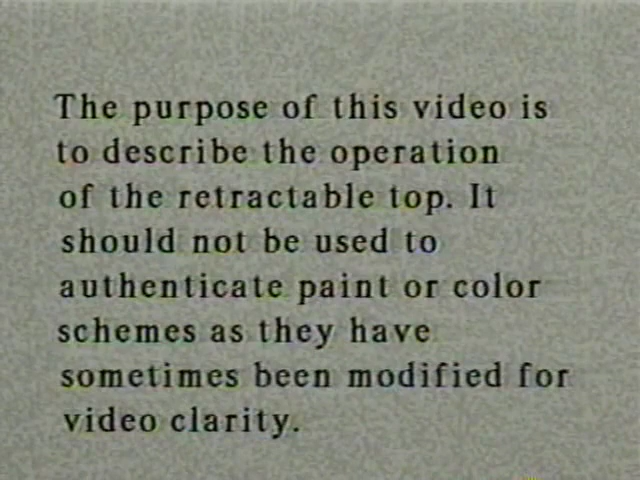 The purpose of this video is
to describe the operation
of the retractable top. It
should not be used to
authenticate paint or color
schemes as they have
sometimes been modified for
video clarity.